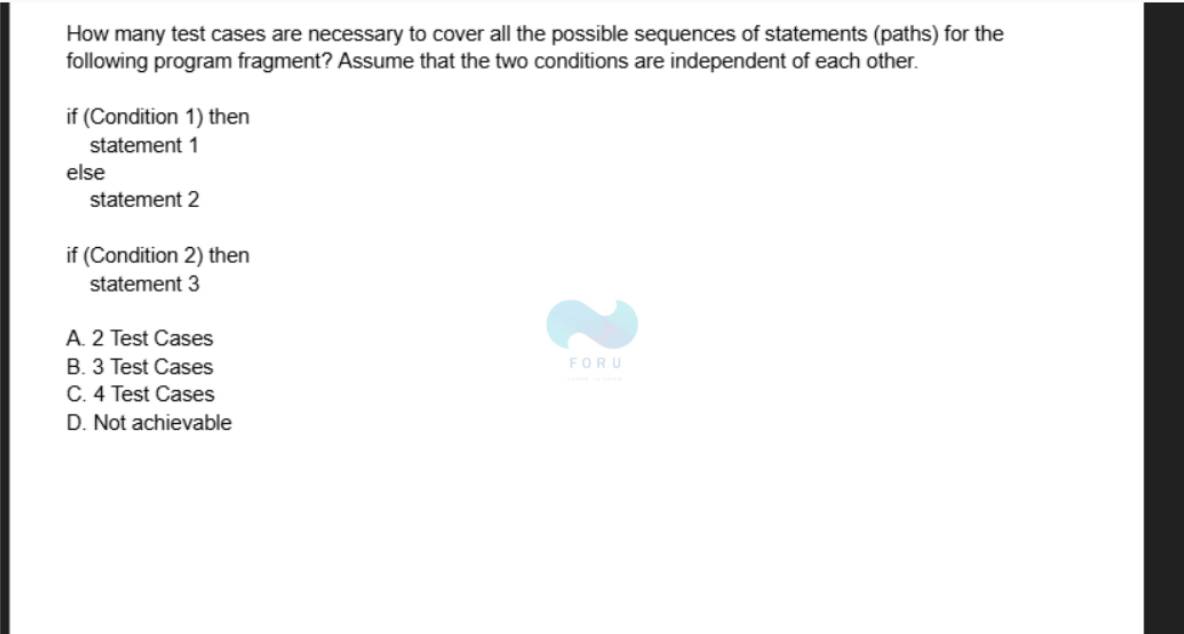 How many test cases are necessary to cover all the possible sequences of statements (paths) for the
following program fragment? Assume that the two conditions are independent of each other.
if (Condition 1) then
statement 1
else
statement 2
if (Condition 2) then
statement 3
A. 2 Test Cases
B. 3 Test Cases
C. 4 Test Cases
D. Not achievable
FORU